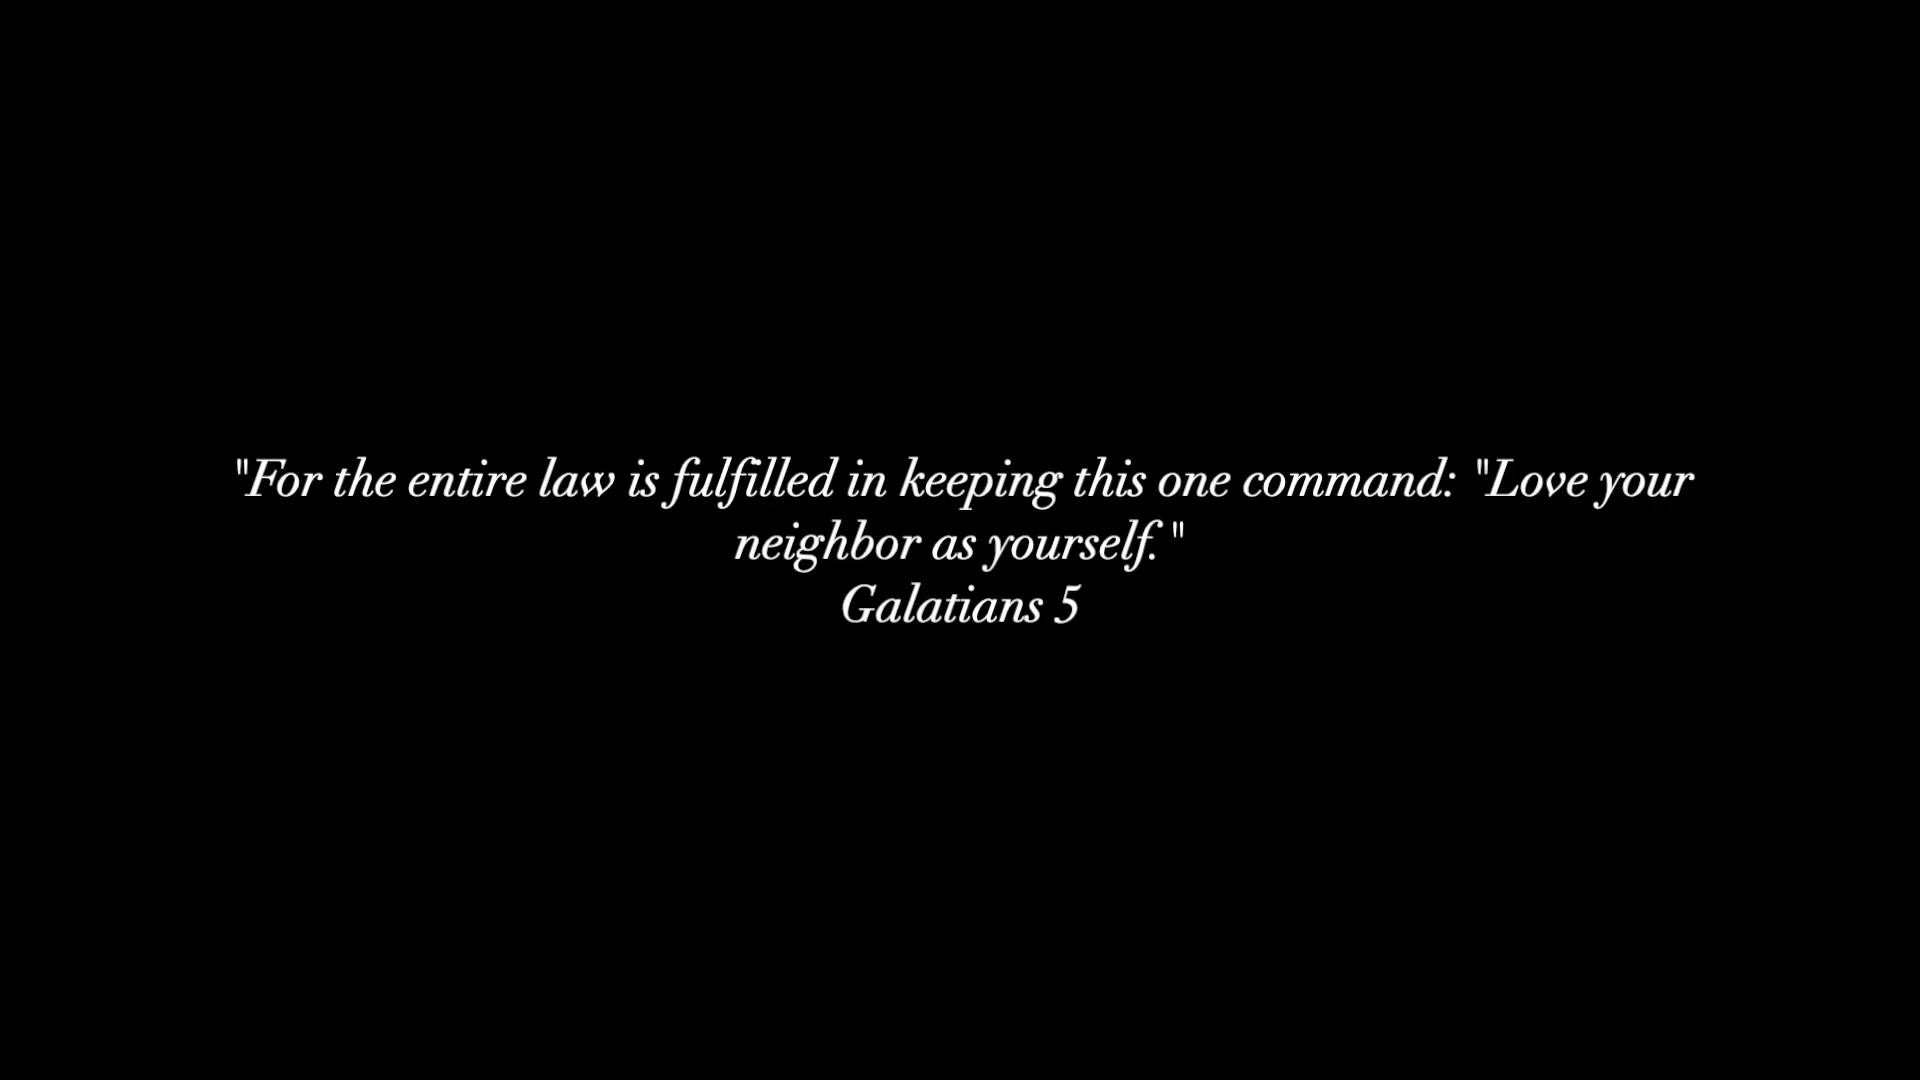 "For the entire law is fulfilled in keeping this one command: "Love your
neighbor as yourself."
Galatians 5